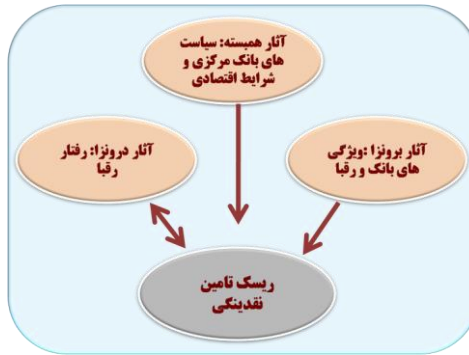 آثار همبسته: سیاست
های بانک مرکزی و
شرایط اقتصادی
آثار برونزا :ویژگی
های بانک و رقبا
آثار درونزا: رفتار
رقبا
ریسک تامین
نقدینگی